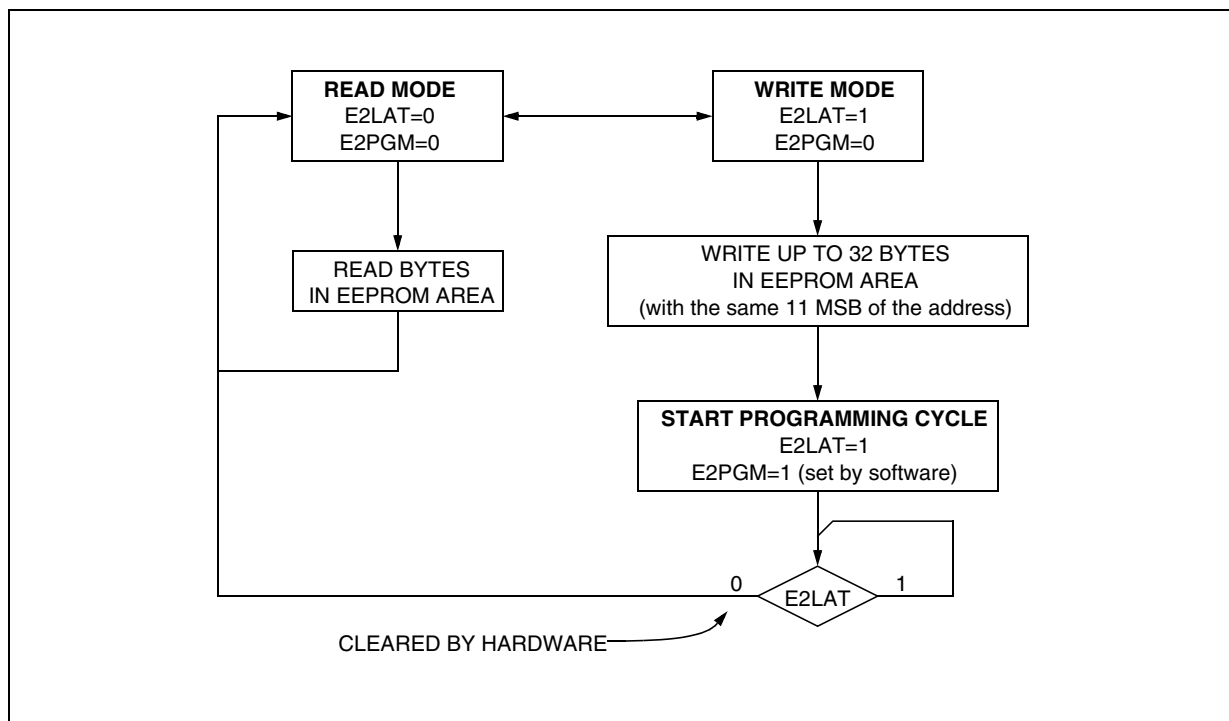 READ MODE
E2LAT=0
E2PGM=0
WRITE MODE
E2LAT=1
E2PGM=0
READ BYTES
IN EEPROM AREA
WRITE UP TO 32 BYTES
IN EEPROM AREA
(with the same 11 MSB of the address)
START PROGRAMMING CYCLE
E2LAT=1
E2PGM=1 (set by software)
0
E2LAT
1
CLEARED BY HARDWARE